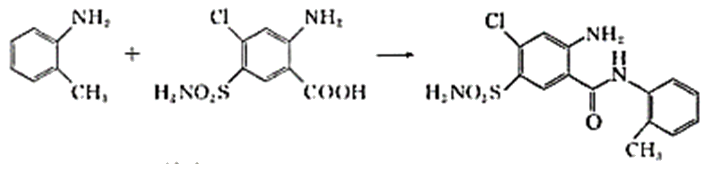 NH₂
CH₃
+
Cl
NH₂
H₂NO₂S
COOH
→
Cl
NH₂
H₂NO₂S
H
N
O
CH₃